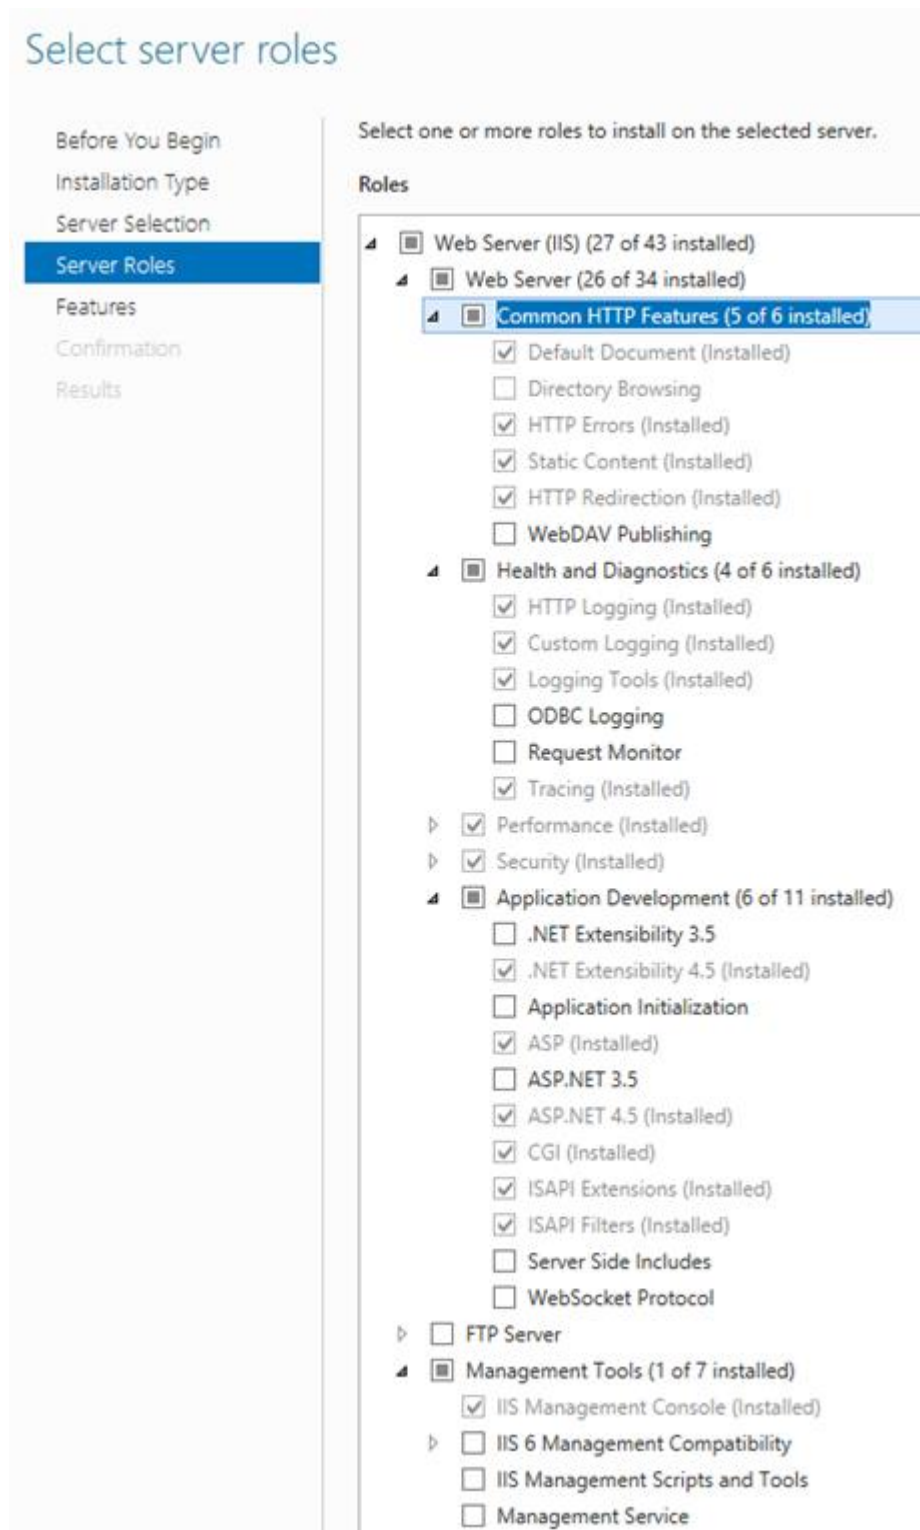 Select server roles
Before You Begin
Installation Type
Server Selection
Server Roles
Features
Confirmation
Results
Select one or more roles to install on the selected server.
Roles
Web Server (IIS) (27 of 43 installed)
Web Server (26 of 34 installed)
Common HTTP Features (5 of 6 installed)
Default Document (Installed)
Directory Browsing
HTTP Errors (Installed)
Static Content (Installed)
HTTP Redirection (Installed)
WebDAV Publishing
Health and Diagnostics (4 of 6 installed)
HTTP Logging (Installed)
Custom Logging (Installed)
Logging Tools (Installed)
ODBC Logging
Request Monitor
Tracing (Installed)
Performance (Installed)
Security (Installed)
Application Development (6 of 11 installed)
.NET Extensibility 3.5
.NET Extensibility 4.5 (Installed)
Application Initialization
ASP (Installed)
ASP.NET 3.5
ASP.NET 4.5 (Installed)
CGI (Installed)
ISAPI Extensions (Installed)
ISAPI Filters (Installed)
Server Side Includes
WebSocket Protocol
FTP Server
Management Tools (1 of 7 installed)
IIS Management Console (Installed)
IIS 6 Management Compatibility
IIS Management Scripts and Tools
Management Service